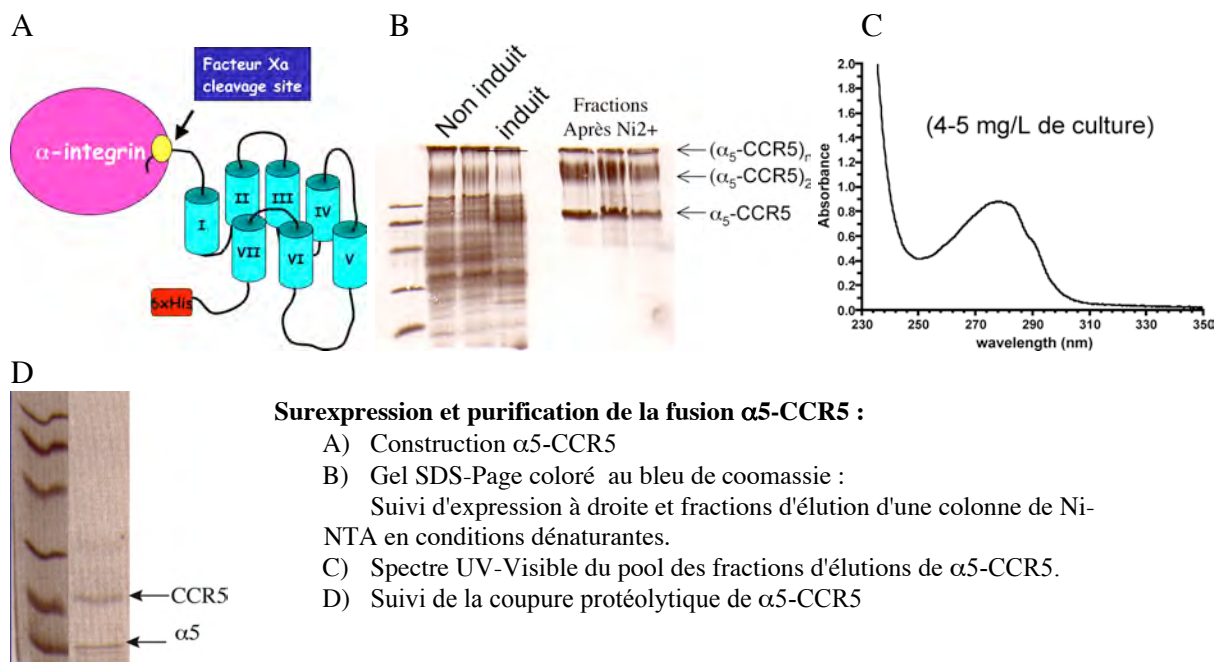 A
B
C
Facteur Xa
cleavage site
α-integrin
I
II
III
IV
V
VI
VII
6xHis
Non induit
induit
Fractions
Après Ni2+
(α5-CCR5)n
(α5-CCR5)2
α5-CCR5
(4-5 mg/L de culture)
Absorbance
2.0
1.8
1.6
1.4
1.2
1.0
0.8
0.6
0.4
0.2
0.0
230
250
270
290
310
330
350
wavelength (nm)
D
CCR5
α5
Surexpression et purification de la fusion α5-CCR5 :
A) Construction α5-CCR5
B) Gel SDS-Page coloré au bleu de coomassie :
Suivi d'expression à droite et fractions d'élution d'une colonne de Ni-
NTA en conditions dénaturantes.
C) Spectre UV-Visible du pool des fractions d'élutions de α5-CCR5.
D) Suivi de la coupure protéolytique de α5-CCR5